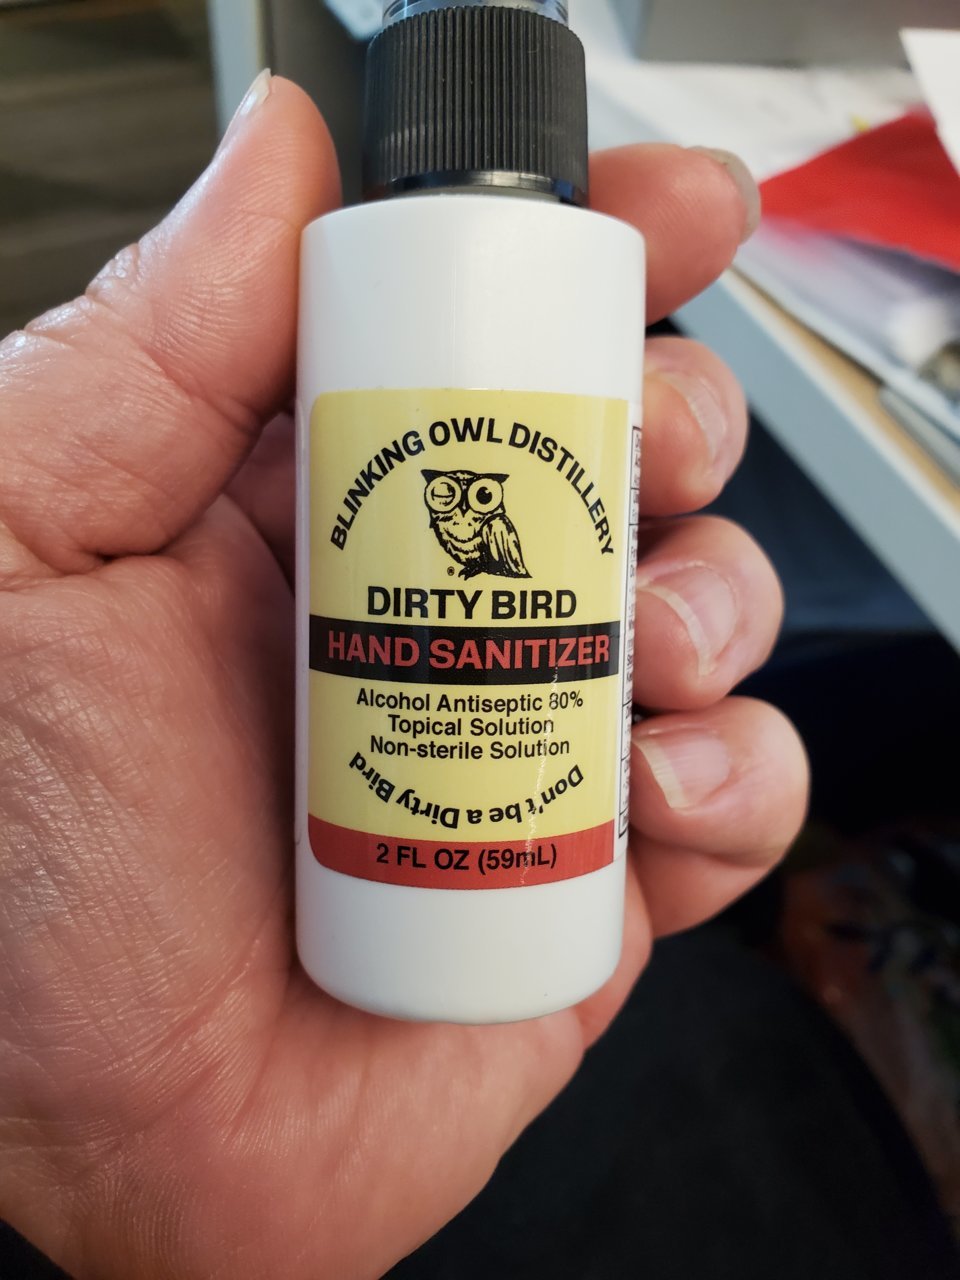 BLINKING OWL DISTILLERY
®
DIRTY BIRD
HAND SANITIZER
Alcohol Antiseptic 80%
Topical Solution
Non-sterile Solution
Don't be a Dirty Bird
2 FL OZ (59mL)